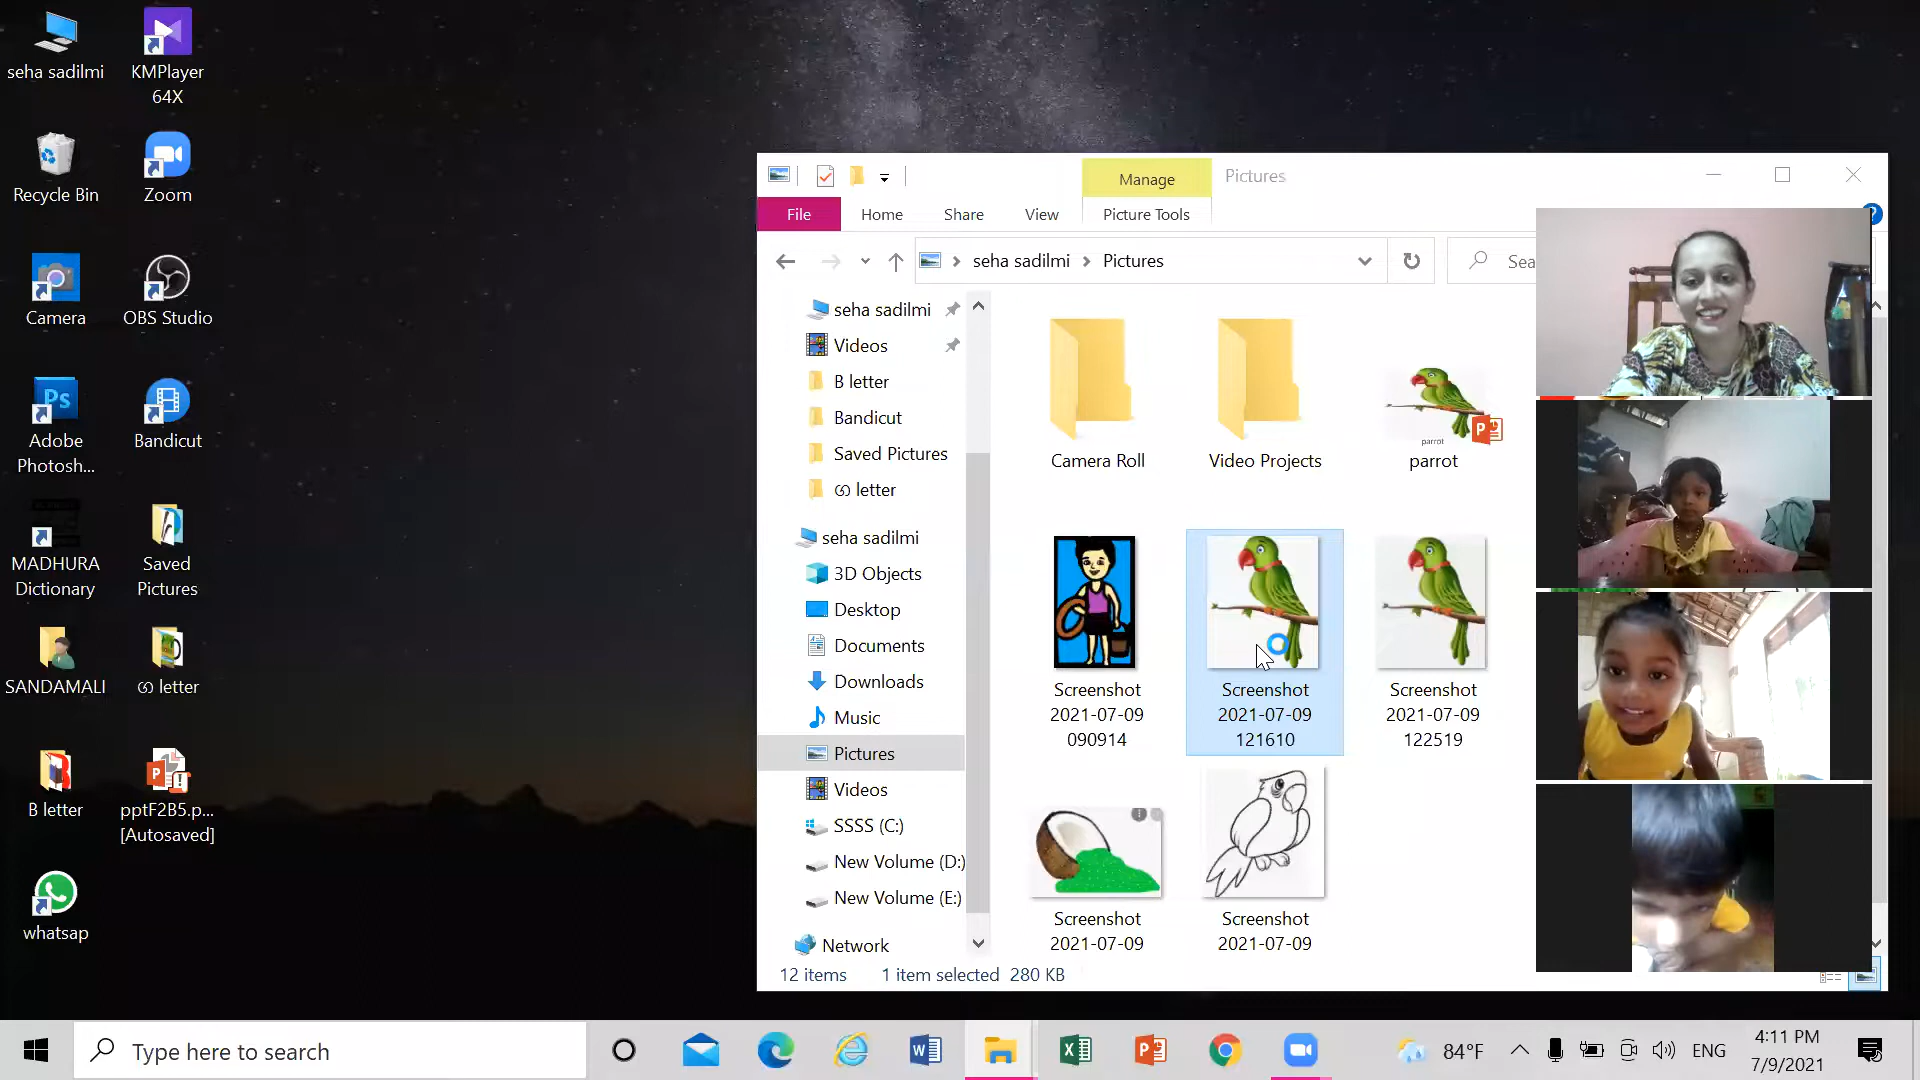 seha sadilmi
KMPlayer
64X
Recycle Bin
Zoom
Camera
OBS Studio
Adobe
Photosh...
Bandicut
MADHURA
Dictionary
Saved
Pictures
SANDAMALI
ග letter
B letter
pptF2B5.p...
[Autosaved]
whatsap
Manage
Pictures
File
Home
Share
View
Picture Tools
seha sadilmi
Pictures
Sea
seha sadilmi
Videos
B letter
Bandicut
Saved Pictures
ග letter
seha sadilmi
3D Objects
Desktop
Documents
Downloads
Music
Pictures
Videos
SSSS (C:)
New Volume (D:)
New Volume (E:)
Network
Camera Roll
Video Projects
parrot
parrot
Screenshot
2021-07-09
090914
Screenshot
2021-07-09
121610
Screenshot
2021-07-09
122519
Screenshot
2021-07-09
Screenshot
2021-07-09
12 items 1 item selected 280 KB
Type here to search
84°F
ENG
4:11 PM
7/9/2021